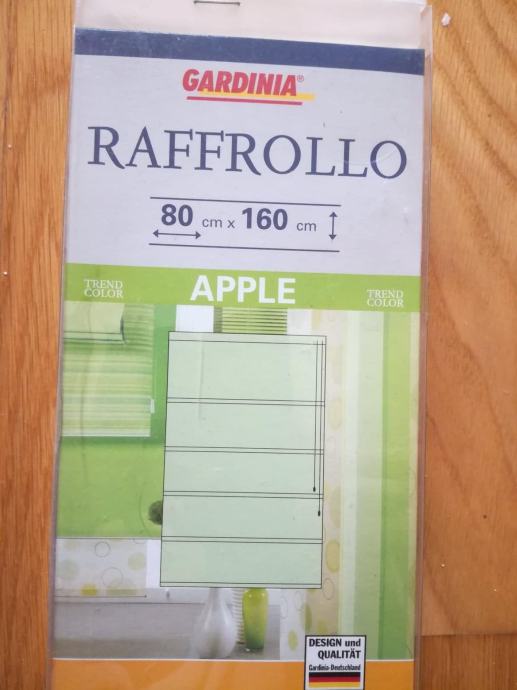 GARDINIA®
RAFFROLLO
80 cm x 160 cm
TREND COLOR
APPLE
TREND COLOR
DESIGN und
QUALITÄT
Gardinia-Deutschland